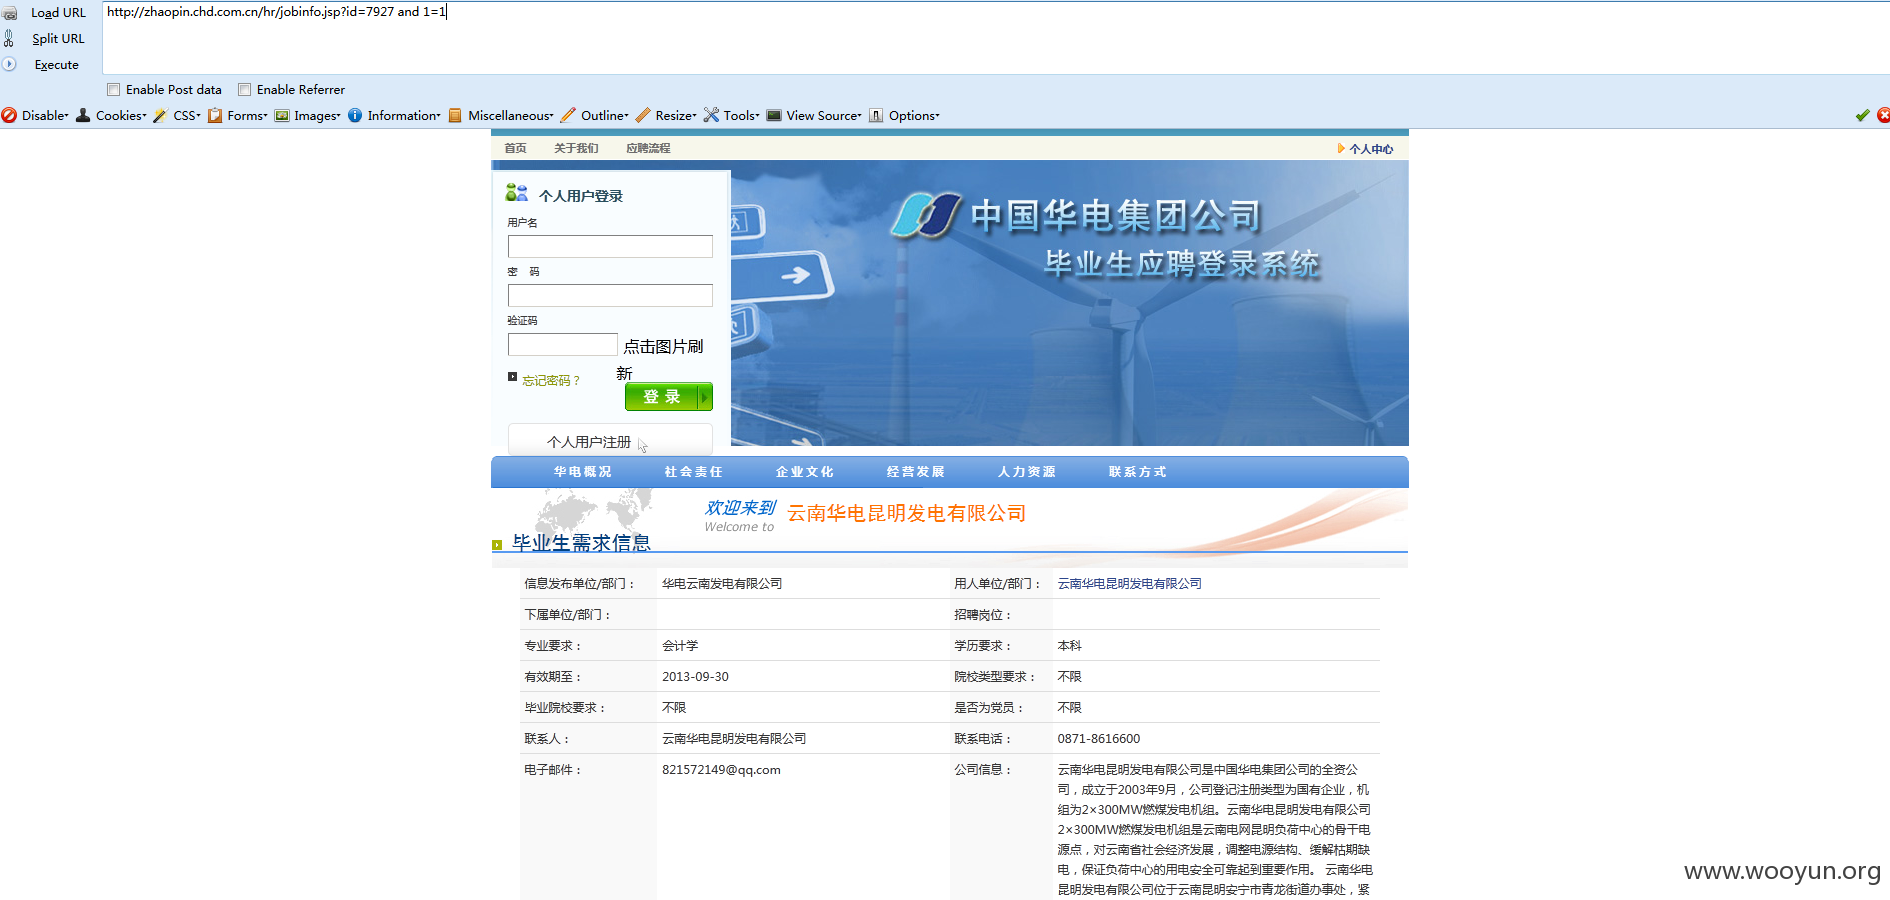 Load URL
http://zhaopin.chd.com.cn/hr/jobinfo.jsp?id=7927 and 1=1
Split URL
Execute
Enable Post data Enable Referrer
Disable Cookies CSS Forms Images Information Miscellaneous Outline Resize Tools View Source Options
首页 关于我们 应聘流程 个人中心
个人用户登录
用户名
密 码
验证码
点击图片刷
新
忘记密码？
登 录
个人用户注册
中国华电集团公司
毕业生应聘登录系统
华电概况 社会责任 企业文化 经营发展 人力资源 联系方式
欢迎来到 云南华电昆明发电有限公司
Welcome to
毕业生需求信息
信息发布单位/部门： 华电云南发电有限公司 用人单位/部门： 云南华电昆明发电有限公司
下属单位/部门： 招聘岗位：
专业要求： 会计学 学历要求： 本科
有效期至： 2013-09-30 院校类型要求： 不限
毕业院校要求： 不限 是否为党员： 不限
联系人： 云南华电昆明发电有限公司 联系电话： 0871-8616600
电子邮件： 821572149@qq.com 公司信息： 云南华电昆明发电有限公司是中国华电集团公司的全资公
司，成立于2003年9月，公司登记注册类型为国有企业，机
组为2×300MW燃煤发电机组。云南华电昆明发电有限公司
2×300MW燃煤发电机组是云南电网昆明负荷中心的骨干电
源点，对云南省社会经济发展，调整电源结构、缓解枯期缺
电，保证负荷中心的用电安全可靠起到重要作用。 云南华电
昆明发电有限公司位于云南昆明安宁市青龙街道办事处，紧
www.wooyun.org